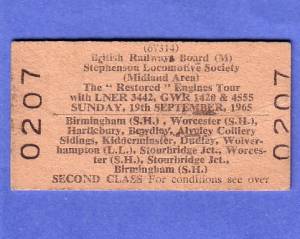 (67314)
British Railways Board (M)
Stephenson Locomotive Society
(Midland Area)
The "Restored" Engines Tour
with LNER 3442, GWR 1420 & 4555
SUNDAY, 19th SEPTEMBER, 1965
Birmingham (S.H.), Worcester (S.H.),
Hartlebury, Bewdley, Alveley Colliery
Sidings, Kidderminster, Dudley, Wolver-
hampton (L.L.), Stourbridge Jct., Worces-
ter (S.H.), Stourbridge Jct.,
Birmingham (S.H.)
SECOND CLASS For conditions see over
0207
0207